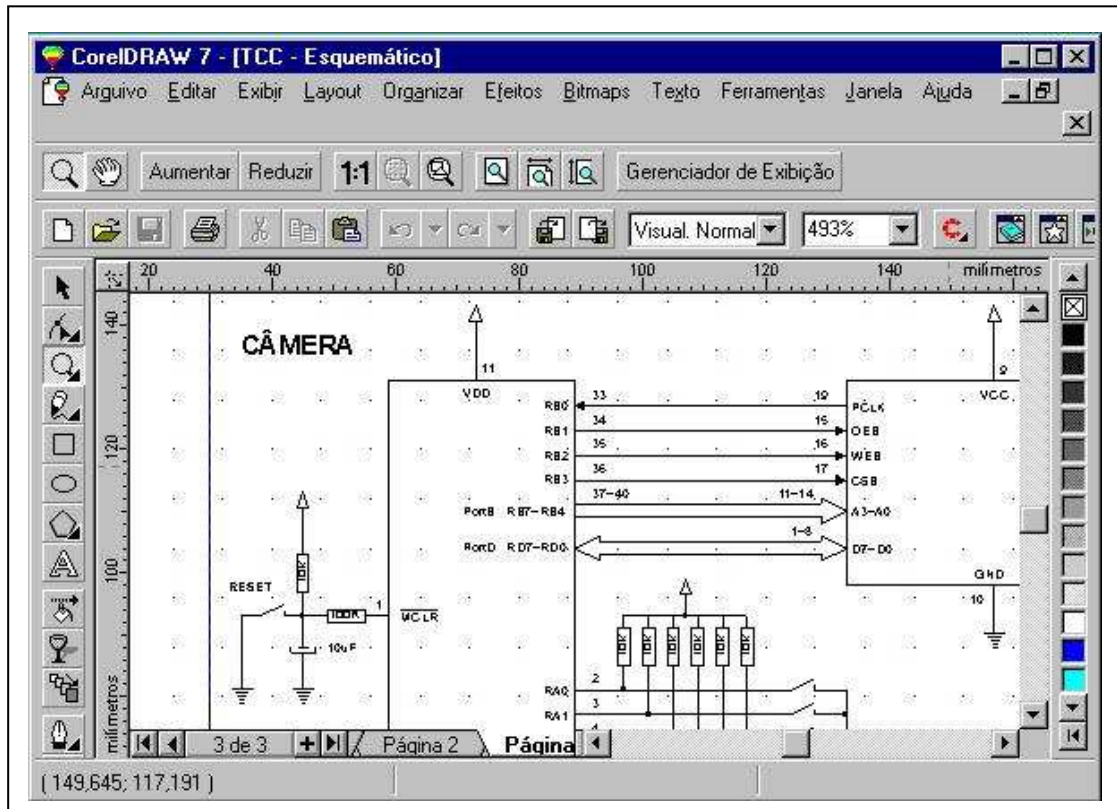 CorelDRAW 7 - [TCC - Esquemático]
Arquivo Editar Exibir Layout Organizar Efeitos Bitmaps Texto Ferramentas Janela Ajuda
Aumentar Reduzir 1:1 Gerenciador de Exibição
Visual. Normal 493%
20 40 60 80 100 120 140 milímetros
140
120
100
milímetros
CÂMERA
11
VDD
9
VCC
RB0 33 19 PCLK
RB1 34 15 OEB
RB2 35 16 WEB
RB3 36 17 CSB
PortB RB7-RB4 37-40 11-14 A3-A0
PortD RD7-RD0 1-8 D7-D0
GND
10
10K
RESET
100R 1 MCLR
10uF
10K 10K 10K 10K 10K 10K
RA0 2
RA1 3
4
3 de 3 Página 2 Página
( 149,645; 117,191 )